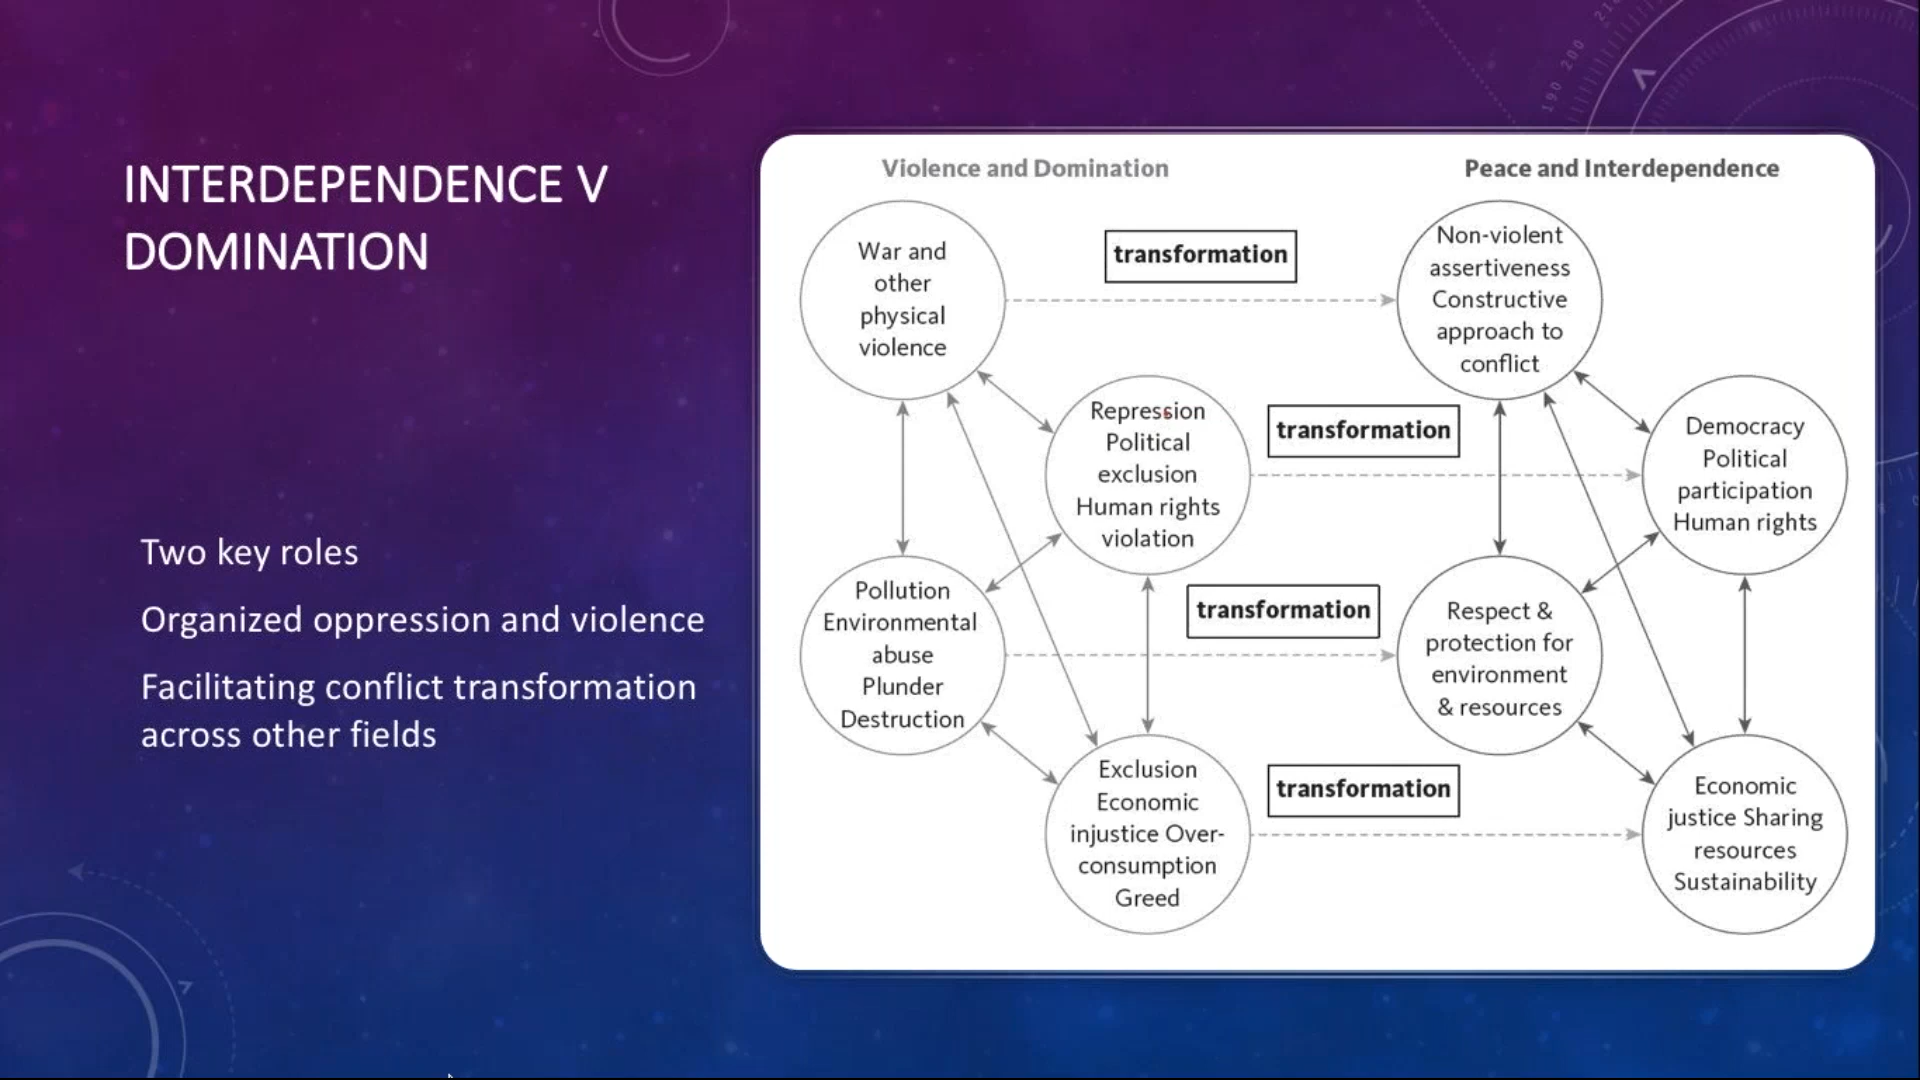 INTERDEPENDENCE V
DOMINATION
Two key roles
Organized oppression and violence
Facilitating conflict transformation
across other fields
Violence and Domination
Peace and Interdependence
War and
other
physical
violence
transformation
Non-violent
assertiveness
Constructive
approach to
conflict
Repression
Political
exclusion
Human rights
violation
transformation
Democracy
Political
participation
Human rights
Pollution
Environmental
abuse
Plunder
Destruction
transformation
Respect &
protection for
environment
& resources
Exclusion
Economic
injustice Over-
consumption
Greed
transformation
Economic
justice Sharing
resources
Sustainability
190 200